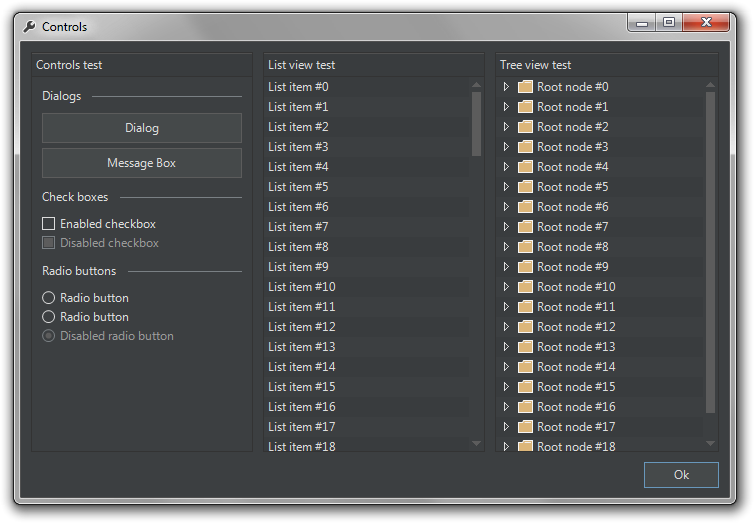 Controls
Controls test
Dialogs
Dialog
Message Box
Check boxes
Enabled checkbox
Disabled checkbox
Radio buttons
Radio button
Radio button
Disabled radio button
List view test
List item #0
List item #1
List item #2
List item #3
List item #4
List item #5
List item #6
List item #7
List item #8
List item #9
List item #10
List item #11
List item #12
List item #13
List item #14
List item #15
List item #16
List item #17
List item #18
Tree view test
Root node #0
Root node #1
Root node #2
Root node #3
Root node #4
Root node #5
Root node #6
Root node #7
Root node #8
Root node #9
Root node #10
Root node #11
Root node #12
Root node #13
Root node #14
Root node #15
Root node #16
Root node #17
Root node #18
Ok